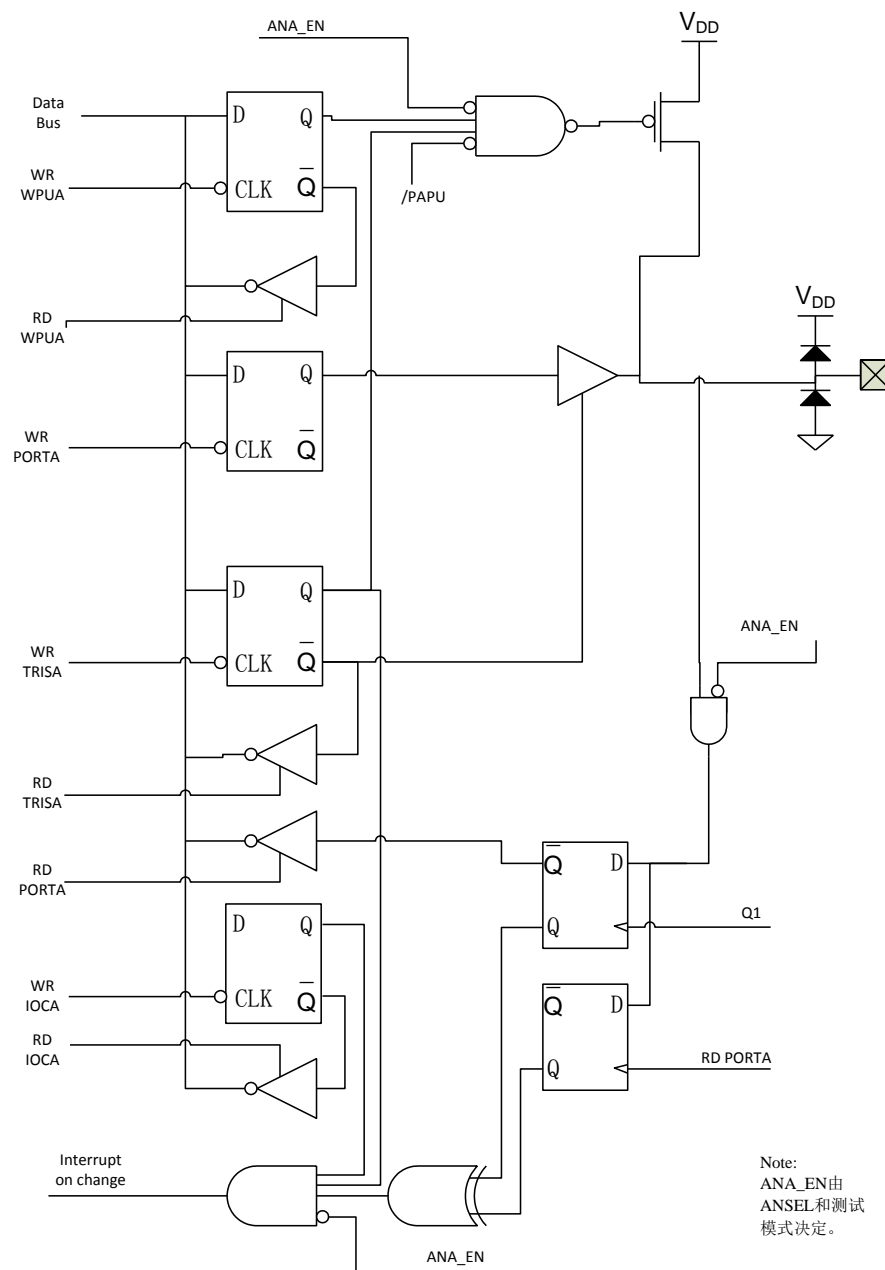 ANA_EN
VDD
Data
Bus
D
Q
WR
WPUA
CLK
Q
/PAPU
RD
WPUA
VDD
D
Q
WR
PORTA
CLK
Q
D
Q
ANA_EN
WR
TRISA
CLK
Q
RD
TRISA
RD
PORTA
Q
D
Q
Q1
D
Q
WR
IOCA
CLK
Q
Q
D
RD
IOCA
Q
RD PORTA
Interrupt
on change
ANA_EN
Note:
ANA_EN由
ANSEL和测试
模式决定。